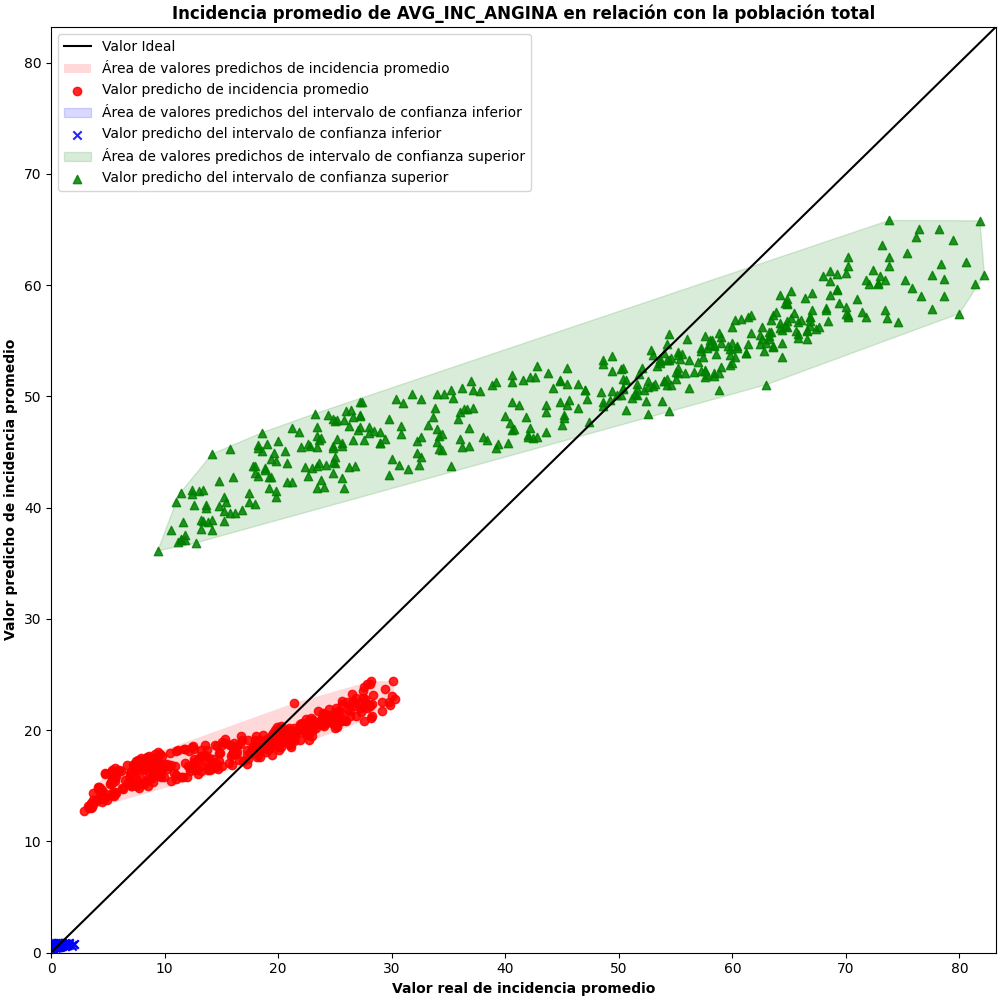 Incidencia promedio de AVG_INC_ANGINA en relación con la población total
Valor Ideal
Área de valores predichos de incidencia promedio
Valor predicho de incidencia promedio
Área de valores predichos del intervalo de confianza inferior
Valor predicho del intervalo de confianza inferior
Área de valores predichos de intervalo de confianza superior
Valor predicho del intervalo de confianza superior
Valor predicho de incidencia promedio
80
70
60
50
40
30
20
10
0
0 10 20 30 40 50 60 70 80
Valor real de incidencia promedio